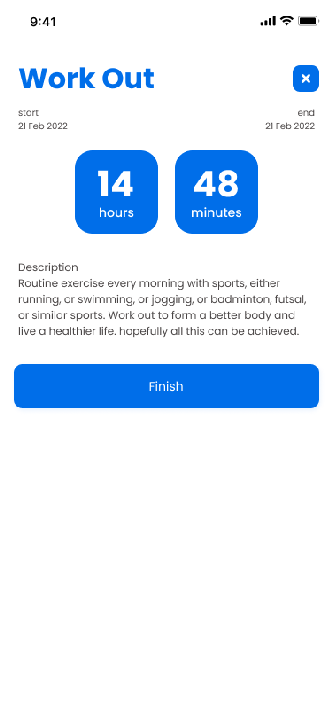 9:41
Work Out
start
end
21 Feb 2022
21 Feb 2022
14
48
hours
minutes
Description
Routine exercise every morning with sports, either
running, or swimming, or jogging, or badminton, futsal,
or similar sports. Work out to form a better body and
live a healthier life. hopefully all this can be achieved.
Finish